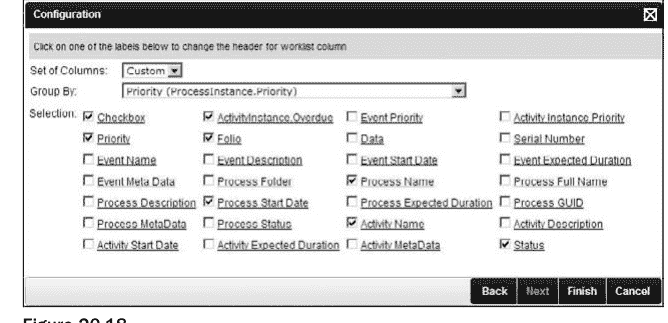 Configuration
Click on one of the labels below to change the header for worklist column
Set of Columns: Custom
Group By: Priority (ProcessInstance.Priority)
Selection: Checkbox ActivityInstance.Overdue Event Priority Activity Instance Priority
Priority Folio Data Serial Number
Event Name Event Description Event Start Date Event Expected Duration
Event Meta Data Process Folder Process Name Process Full Name
Process Description Process Start Date Process Expected Duration Process GUID
Process MetaData Process Status Activity Name Activity Description
Activity Start Date Activity Expected Duration Activity MetaData Status
Back Next Finish Cancel
Figure 20.18